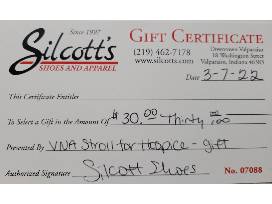 Since 1907
Silcott's
SHOES AND APPAREL
GIFT CERTIFICATE
(219) 462-7178
www.silcotts.com
Downtown Valparaiso
18 Washington Street
Valparaiso, Indiana 46383
Date 3-7-22
This Certificate Entitles
To Select a Gift in the Amount Of $30.00 Thirty 00/00
Presented By VNA Stroll for Hospice - gift
Authorized Signature Silcott Shoes
No. 07088